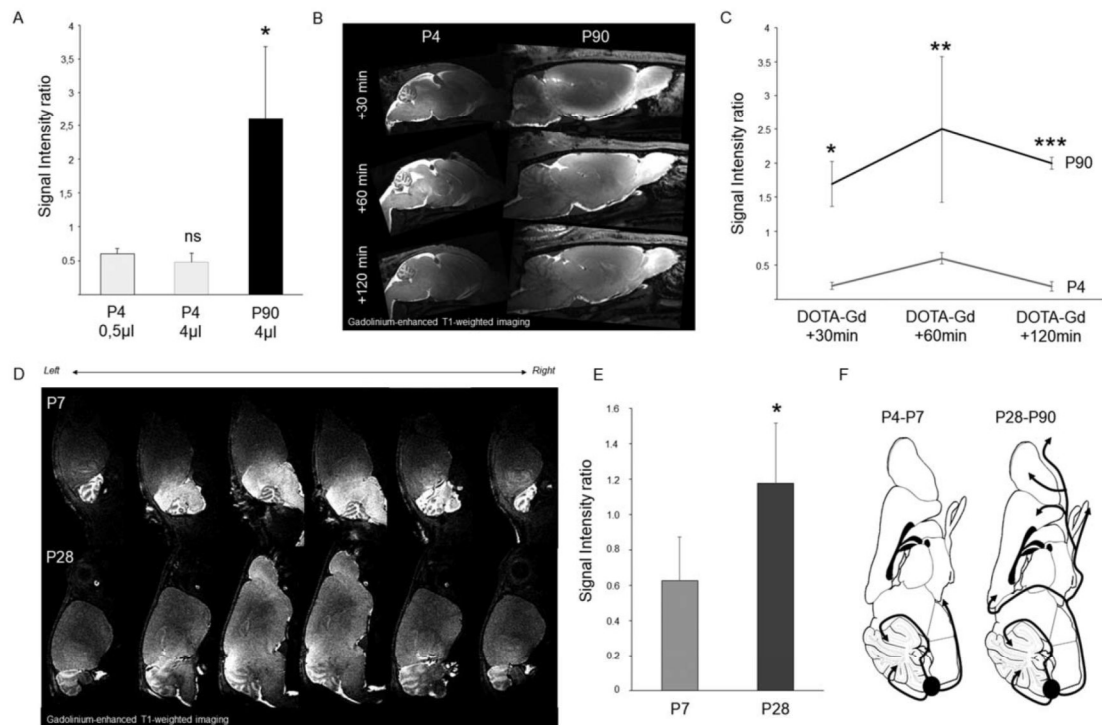 A
Signal Intensity ratio
4
3,5
3
2,5
2
1,5
1
0.5
*
ns
P4
0,5µl
P4
4µl
P90
4µl
B
P4
P90
+30 min
+60 min
+120 min
Gadolinium-enhanced T1-weighted imaging
C
Signal Intensity ratio
4
3.5
3
2.5
2
1.5
1
0.5
*
**
***
P90
P4
DOTA-Gd
+30min
DOTA-Gd
+60min
DOTA-Gd
+120min
D
Left
Right
P7
P28
Gadolinium-enhanced T1-weighted imaging
E
Signal Intensity ratio
1.6
1.4
1.2
1.0
0.8
0.6
0.4
0.2
0
*
P7
P28
F
P4-P7
P28-P90